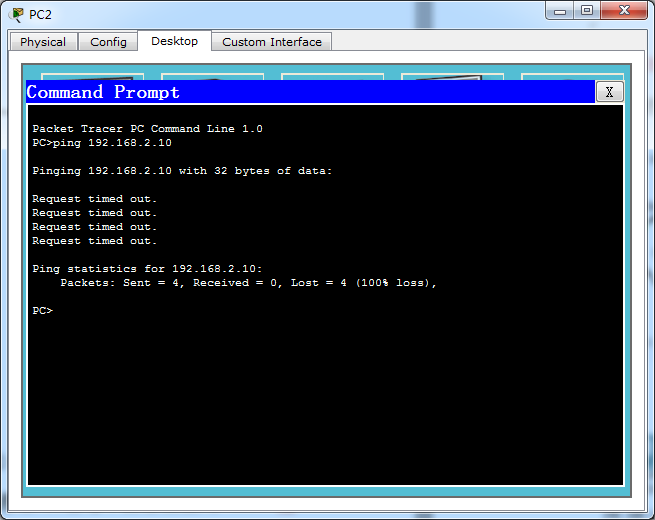 PC2
Physical Config Desktop Custom Interface
Command Prompt X
Packet Tracer PC Command Line 1.0
PC>ping 192.168.2.10
Pinging 192.168.2.10 with 32 bytes of data:
Request timed out.
Request timed out.
Request timed out.
Request timed out.
Ping statistics for 192.168.2.10:
    Packets: Sent = 4, Received = 0, Lost = 4 (100% loss),
PC>